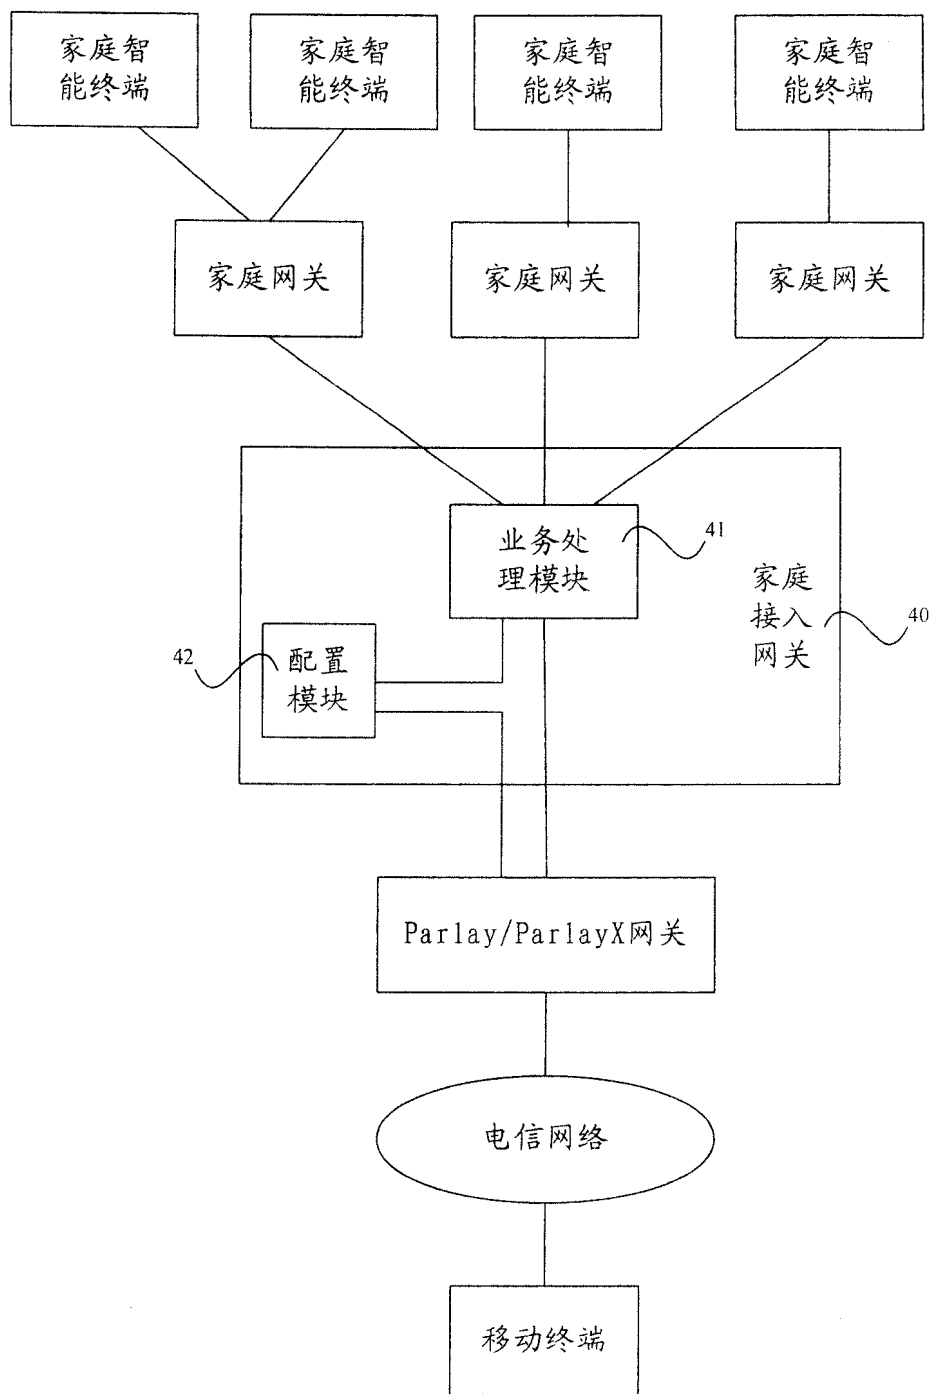 家庭智
能终端
家庭智
能终端
家庭智
能终端
家庭智
能终端
家庭网关
家庭网关
家庭网关
业务处
理模块
41
家庭
接入
网关
40
42
配置
模块
Parlay/ParlayX网关
电信网络
移动终端